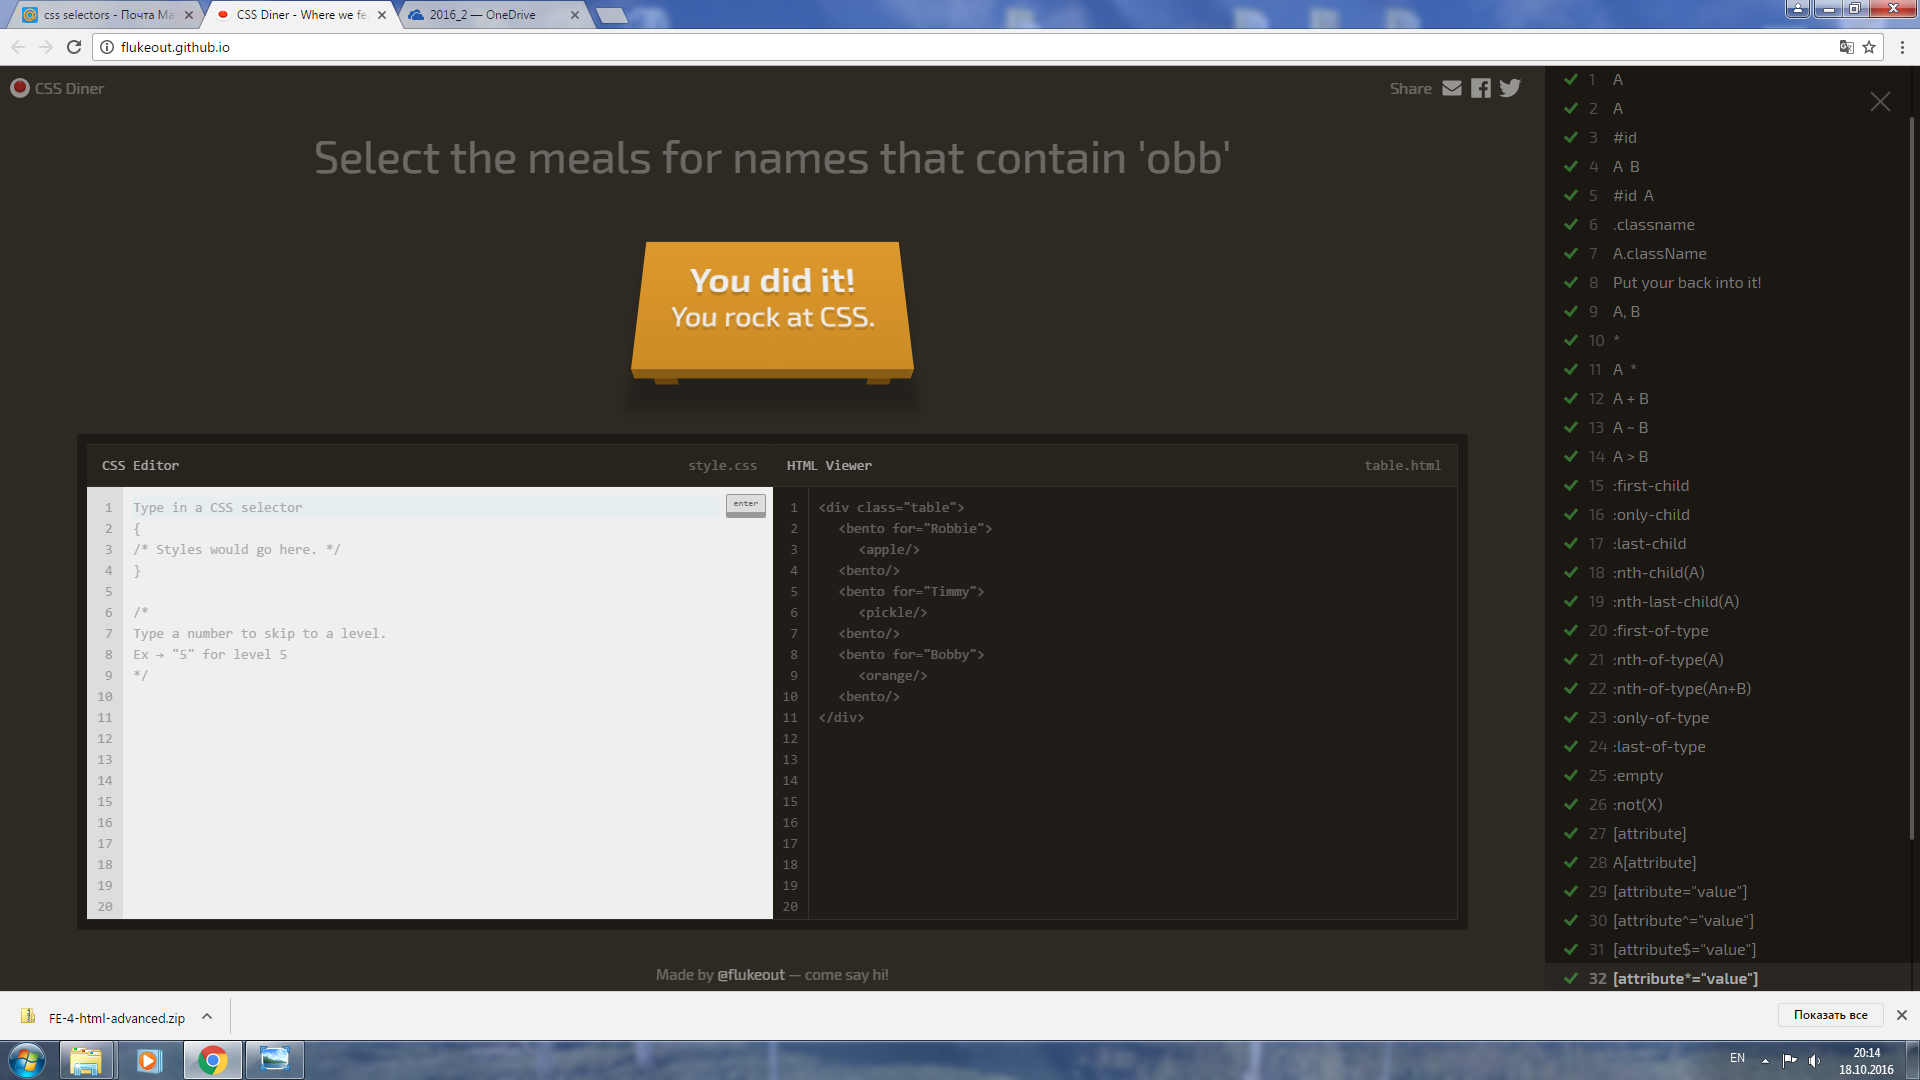 css selectors - Почта Ма
CSS Diner - Where we fe
2016_2 — OneDrive
flukeout.github.io
CSS Diner
Share
Select the meals for names that contain 'obb'
You did it!
You rock at CSS.
CSS Editor
style.css
HTML Viewer
table.html
1 Type in a CSS selector
enter
2 {
3 /* Styles would go here. */
4 }
5
6 /*
7 Type a number to skip to a level.
8 Ex → "5" for level 5
9 */
10
11
12
13
14
15
16
17
18
19
20
1 <div class="table">
2 <bento for="Robbie">
3 <apple/>
4 <bento/>
5 <bento for="Timmy">
6 <pickle/>
7 <bento/>
8 <bento for="Bobby">
9 <orange/>
10 <bento/>
11 </div>
12
13
14
15
16
17
18
19
20
Made by @flukeout — come say hi!
1 A
2 A
3 #id
4 A B
5 #id A
6 .classname
7 A.className
8 Put your back into it!
9 A, B
10 *
11 A *
12 A + B
13 A ~ B
14 A > B
15 :first-child
16 :only-child
17 :last-child
18 :nth-child(A)
19 :nth-last-child(A)
20 :first-of-type
21 :nth-of-type(A)
22 :nth-of-type(An+B)
23 :only-of-type
24 :last-of-type
25 :empty
26 :not(X)
27 [attribute]
28 A[attribute]
29 [attribute="value"]
30 [attribute^="value"]
31 [attribute$="value"]
32 [attribute*="value"]
FE-4-html-advanced.zip
Показать все
EN
20:14
18.10.2016